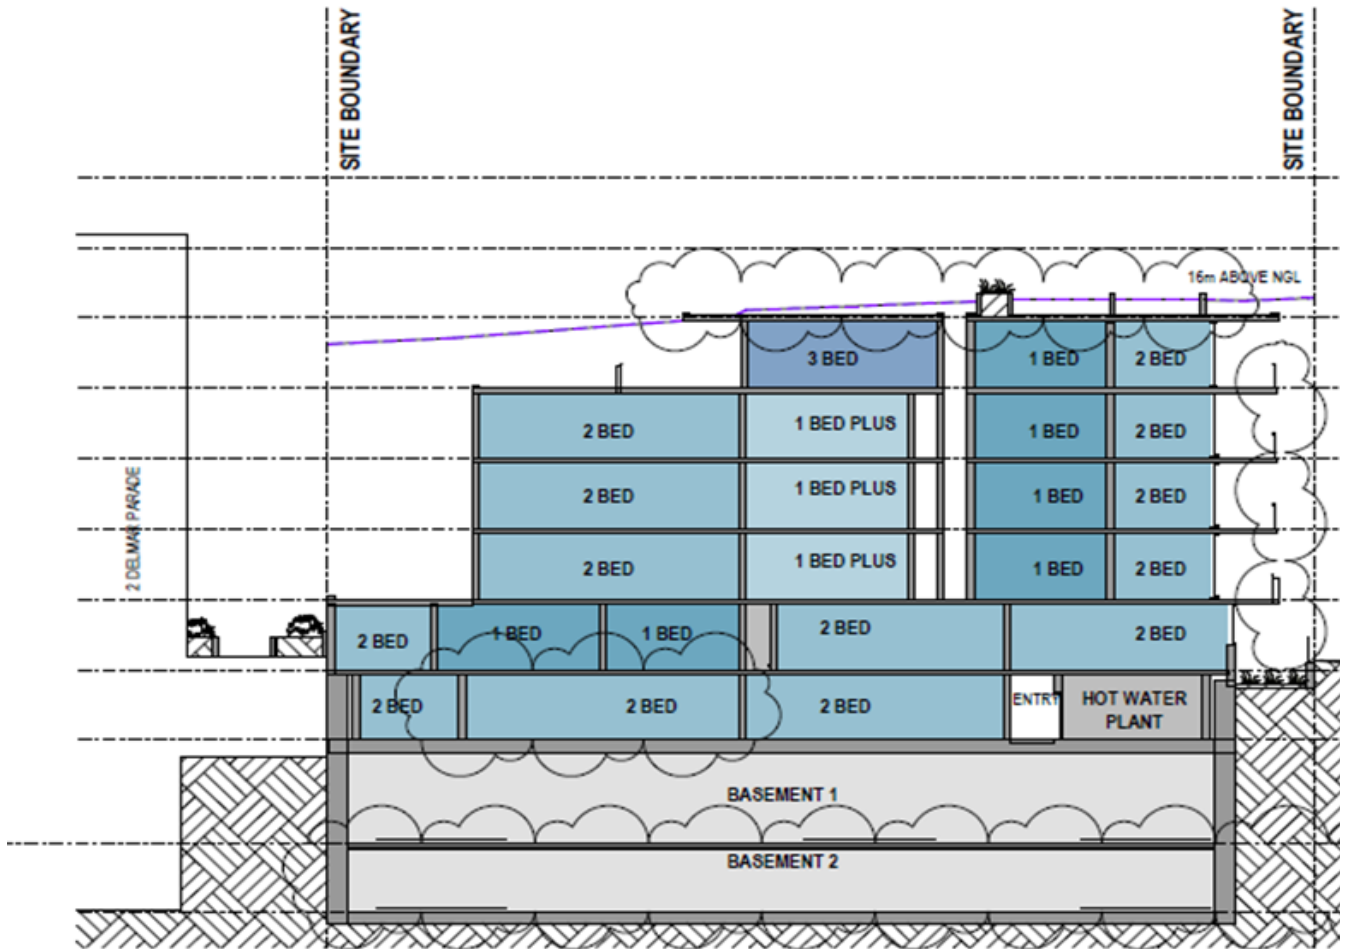 SITE BOUNDARY
SITE BOUNDARY
16m ABOVE NGL
3 BED
1 BED
2 BED
2 BED
1 BED PLUS
1 BED
2 BED
2 BED
1 BED PLUS
1 BED
2 BED
2 DELMAR PARADE
2 BED
1 BED PLUS
1 BED
2 BED
2 BED
1 BED
1 BED
2 BED
2 BED
2 BED
2 BED
2 BED
ENTRY
HOT WATER
PLANT
BASEMENT 1
BASEMENT 2